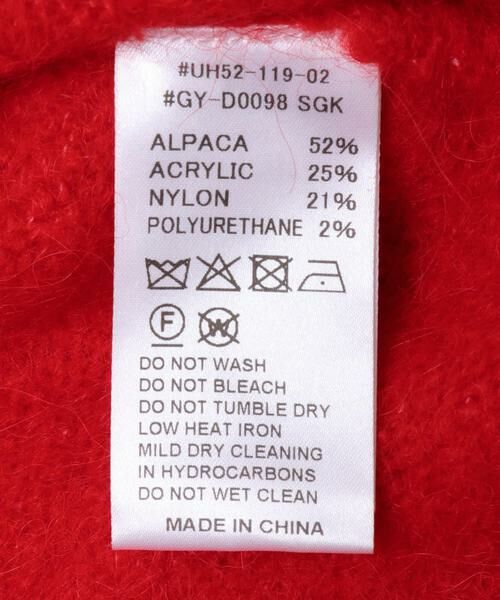 #UH52-119-02
#GY-D0098 SGK
ALPACA 52%
ACRYLIC 25%
NYLON 21%
POLYURETHANE 2%
F W
DO NOT WASH
DO NOT BLEACH
DO NOT TUMBLE DRY
LOW HEAT IRON
MILD DRY CLEANING
IN HYDROCARBONS
DO NOT WET CLEAN
MADE IN CHINA